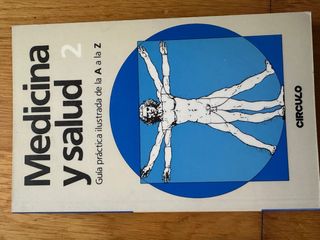 Medicina
y salud 2
Guía práctica ilustrada de la A a la Z
CIRCULO